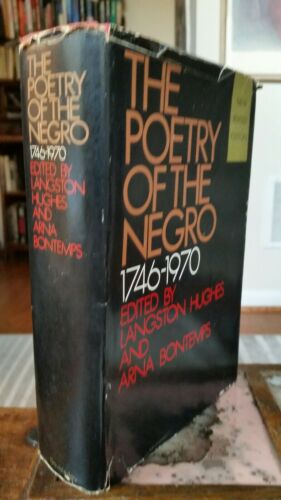 THE
POETRY
OF THE
NEGRO
1746-1970
EDITED BY
LANGSTON
HUGHES
AND
ARNA
BONTEMPS
THE
POETRY
OF THE
NEGRO
1746-1970
EDITED BY
LANGSTON HUGHES
AND
ARNA BONTEMPS